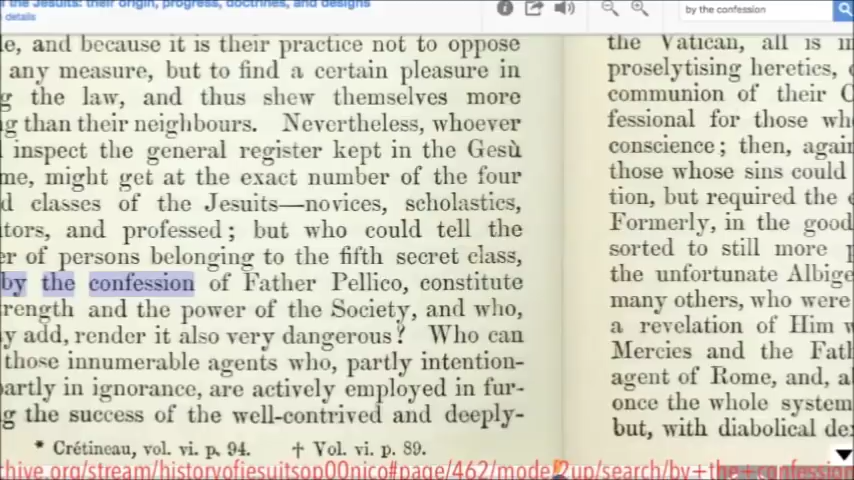 the Jesuits: their origin, progress, doctrines, and designs
details
by the confession
e, and because it is their practice not to oppose
any measure, but to find a certain pleasure in
g the law, and thus shew themselves more
g than their neighbours. Nevertheless, whoever
inspect the general register kept in the Gesù
me, might get at the exact number of the four
d classes of the Jesuits—novices, scholastics,
tors, and professed; but who could tell the
er of persons belonging to the fifth secret class,
by the confession of Father Pellico, constitute
rength and the power of the Society, and who,
y add, render it also very dangerous? Who can
those innumerable agents who, partly intention-
artly in ignorance, are actively employed in fur-
g the success of the well-contrived and deeply-
* Crétineau, vol. vi. p. 94. † Vol. vi. p. 89.
the Vatican, all is
proselytising heretics,
communion of their C
fessional for those wh
conscience; then, again
those whose sins could
tion, but required the
Formerly, in the good
sorted to still more p
the unfortunate Albige
many others, who were
a revelation of Him w
Mercies and the Fath
agent of Rome, and, a
once the whole system
but, with diabolical de
chive.org/stream/historyofjesuitsop00nico#page/462/mode/2up/search/by+the+confession